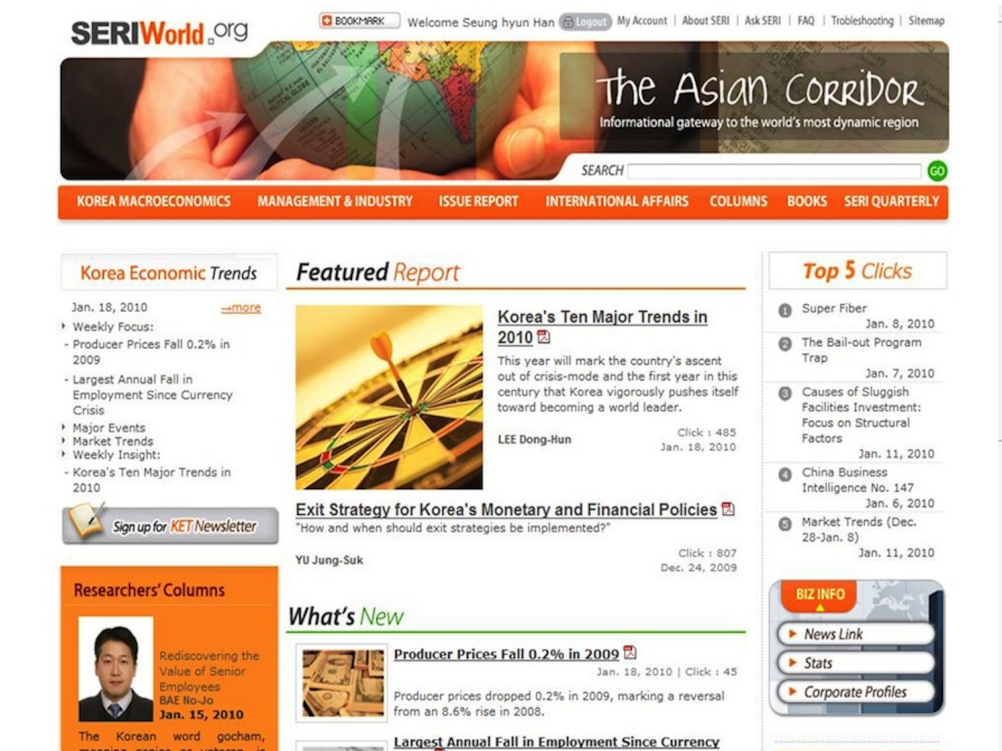 SERIWorld.org
BOOKMARK
Welcome Seung hyun Han
Logout
My Account | About SERI | Ask SERI | FAQ | Trobleshooting | Sitemap
The Asian Corridor
Informational gateway to the world's most dynamic region
SEARCH
GO
KOREA MACROECONOMICS MANAGEMENT & INDUSTRY ISSUE REPORT INTERNATIONAL AFFAIRS COLUMNS BOOKS SERI QUARTERLY
Korea Economic Trends
Jan. 18, 2010 →more
Weekly Focus:
- Producer Prices Fall 0.2% in
2009
- Largest Annual Fall in
Employment Since Currency
Crisis
Major Events
Market Trends
Weekly Insight:
- Korea's Ten Major Trends in
2010
Sign up for KET Newsletter
Researchers' Columns
Rediscovering the
Value of Senior
Employees
BAE No-Jo
Jan. 15, 2010
The Korean word gocham,
Featured Report
Korea's Ten Major Trends in
2010
This year will mark the country's ascent
out of crisis-mode and the first year in this
century that Korea vigorously pushes itself
toward becoming a world leader.
LEE Dong-Hun
Click : 485
Jan. 18, 2010
Exit Strategy for Korea's Monetary and Financial Policies
"How and when should exit strategies be implemented?"
YU Jung-Suk
Click : 807
Dec. 24, 2009
What's New
Producer Prices Fall 0.2% in 2009
Jan. 18, 2010 | Click : 45
Producer prices dropped 0.2% in 2009, marking a reversal
from an 8.6% rise in 2008.
Largest Annual Fall in Employment Since Currency
Top 5 Clicks
1 Super Fiber
Jan. 8, 2010
2 The Bail-out Program
Trap
Jan. 7, 2010
3 Causes of Sluggish
Facilities Investment:
Focus on Structural
Factors
Jan. 11, 2010
4 China Business
Intelligence No. 147
Jan. 6, 2010
5 Market Trends (Dec.
28-Jan. 8)
Jan. 11, 2010
BIZ INFO
News Link
Stats
Corporate Profiles